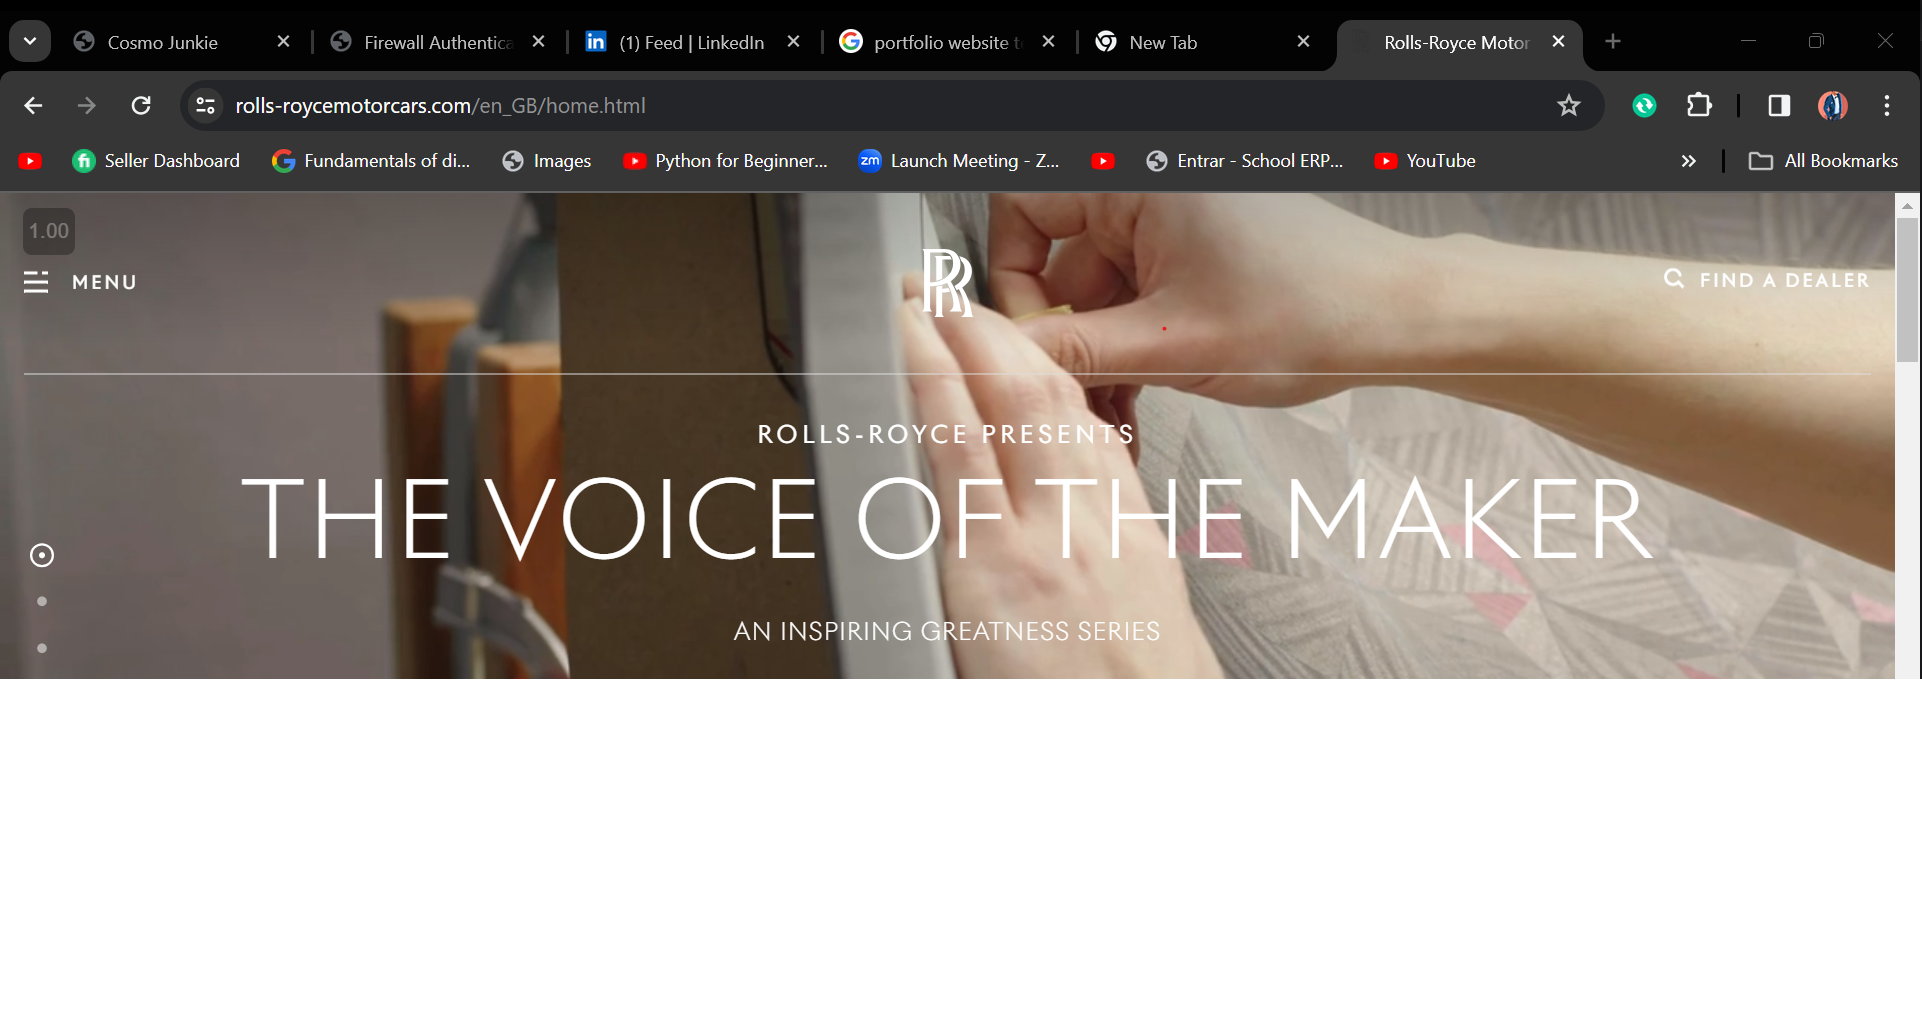 Cosmo Junkie
Firewall Authentica
(1) Feed | LinkedIn
portfolio website t
New Tab
Rolls-Royce Motor
rolls-roycemotorcars.com/en_GB/home.html
Seller Dashboard
Fundamentals of di...
Images
Python for Beginner...
zm
Launch Meeting - Z...
Entrar - School ERP...
YouTube
All Bookmarks
1.00
MENU
RR
FIND A DEALER
ROLLS-ROYCE PRESENTS
THE VOICE OF THE MAKER
AN INSPIRING GREATNESS SERIES